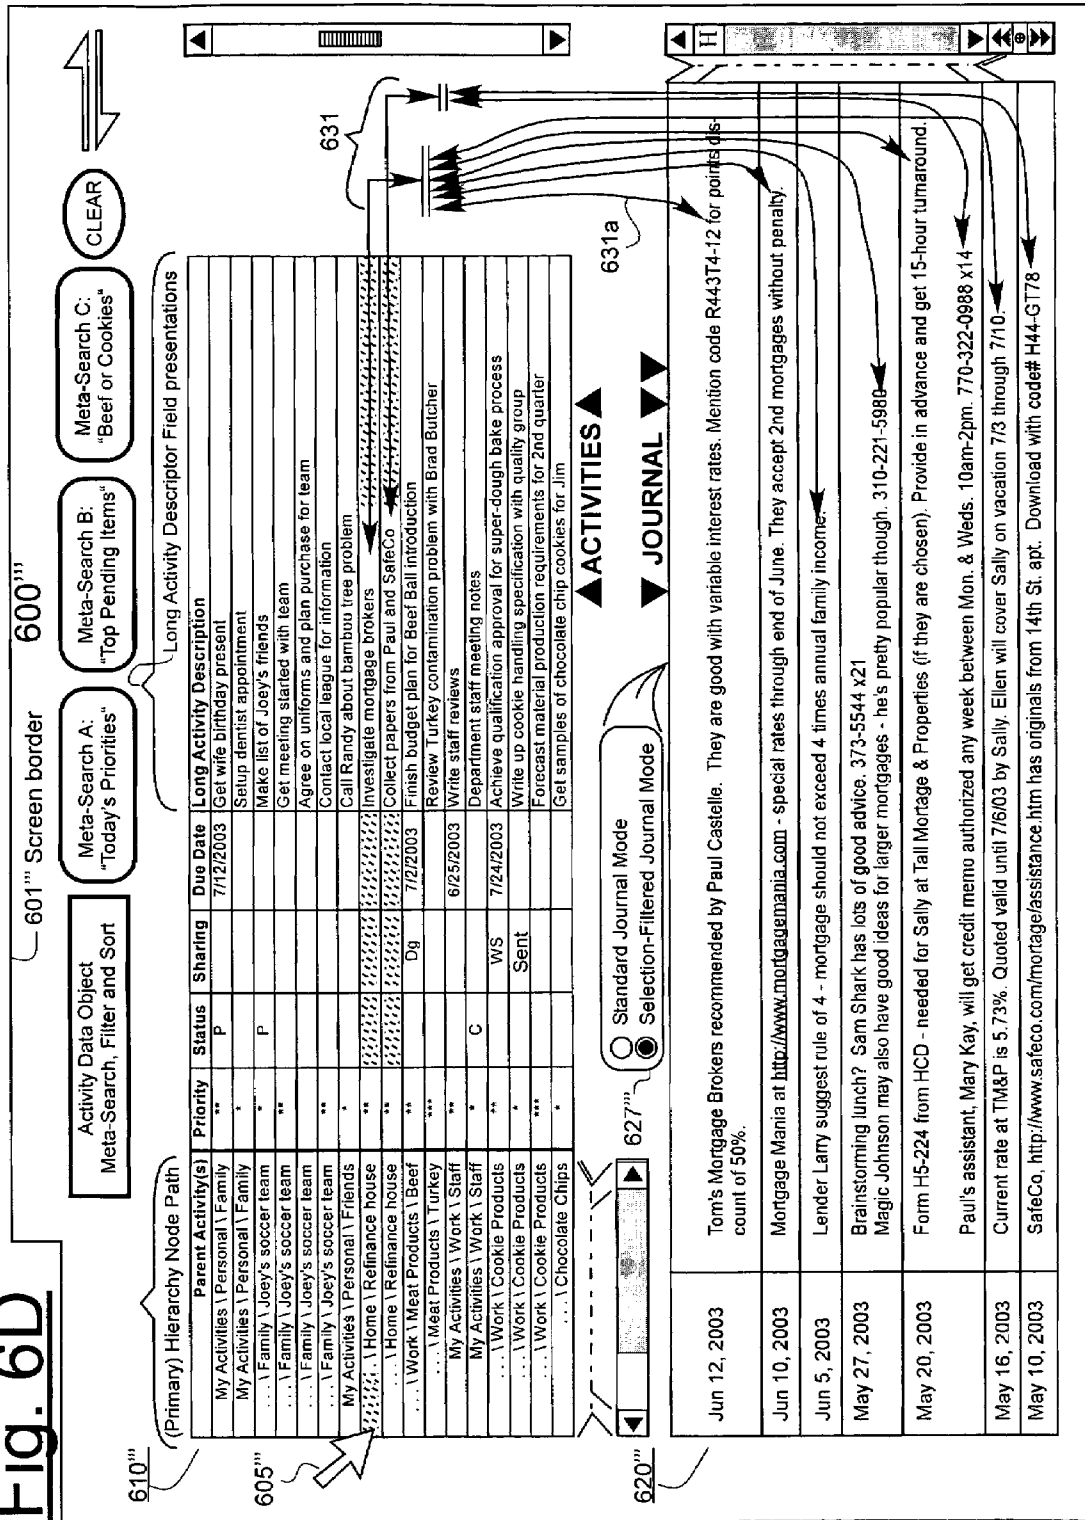 Fig. 6D
601''' Screen border
600'''
Activity Data Object
Meta-Search, Filter and Sort
Meta-Search A:
"Today's Priorities"
Meta-Search B:
"Top Pending Items"
Meta-Search C:
"Beef or Cookies"
CLEAR
(Primary) Hierarchy Node Path
Long Activity Descriptor Field presentations
610'''
Parent Activity(s) Priority Status Sharing Due Date Long Activity Description
My Activities \ Personal \ Family ** P 7/12/2003 Get wife birthday present
My Activities \ Personal \ Family * Setup dentist appointment
. . . \ Family \ Joey's soccer team * P Make list of Joey's friends
. . . \ Family \ Joey's soccer team ** Get meeting started with team
. . . \ Family \ Joey's soccer team Agree on uniforms and plan purchase for team
. . . \ Family \ Joey's soccer team ** Contact local league for information
My Activities \ Personal \ Friends * Call Randy about bambou tree problem
. . \ Home \ Refinance house ** Investigate mortgage brokers
. . . \ Home \ Refinance house ** Collect papers from Paul and SafeCo
. . . \ Work \ Meat Products \ Beef ** Dg 7/2/2003 Finish budget plan for Beef Ball introduction
. . . \ Meat Products \ Turkey *** Review Turkey contamination problem with Brad Butcher
My Activities \ Work \ Staff ** 6/25/2003 Write staff reviews
My Activities \ Work \ Staff * C Department staff meeting notes
. . . \ Work \ Cookie Products ** WS 7/24/2003 Achieve qualification approval for super-dough bake process
. . . \ Work \ Cookie Products * Sent Write up cookie handling specification with quality group
. . . \ Work \ Cookie Products *** Forecast material production requirements for 2nd quarter
. . . \ Chocolate Chips * Get samples of chocolate chip cookies for Jim
605'''
631
631a
627'''
Standard Journal Mode
Selection-Filtered Journal Mode
ACTIVITIES
JOURNAL
620'''
H
Jun 12, 2003 Tom's Mortgage Brokers recommended by Paul Castelle. They are good with variable interest rates. Mention code R443T4-12 for points dis-
count of 50%.
Jun 10, 2003 Mortgage Mania at http://www.mortgagemania.com - special rates through end of June. They accept 2nd mortgages without penalty.
Jun 5, 2003 Lender Larry suggest rule of 4 - mortgage should not exceed 4 times annual family income.
May 27, 2003 Brainstorming lunch? Sam Shark has lots of good advice. 373-5544 x21
Magic Johnson may also have good ideas for larger mortgages - he's pretty popular though. 310-221-5980
May 20, 2003 Form H5-224 from HCD - needed for Sally at Tall Mortage & Properties (if they are chosen). Provide in advance and get 15-hour turnaround.
Paul's assistant, Mary Kay, will get credit memo authorized any week between Mon. & Weds. 10am-2pm. 770-322-0988 x14
May 16, 2003 Current rate at TM&P is 5.73%. Quoted valid until 7/6/03 by Sally. Ellen will cover Sally on vacation 7/3 through 7/10.
May 10, 2003 SafeCo, http://www.safeco.com/mortage/assistance.htm has originals from 14th St. apt. Download with code# H44-GT78